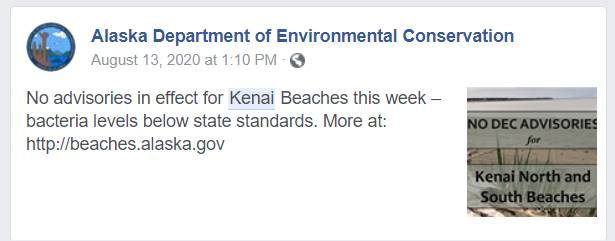 Alaska Department of Environmental Conservation
August 13, 2020 at 1:10 PM ·
No advisories in effect for Kenai Beaches this week –
bacteria levels below state standards. More at:
http://beaches.alaska.gov
NO DEC ADVISORIES
for
Kenai North and
South Beaches